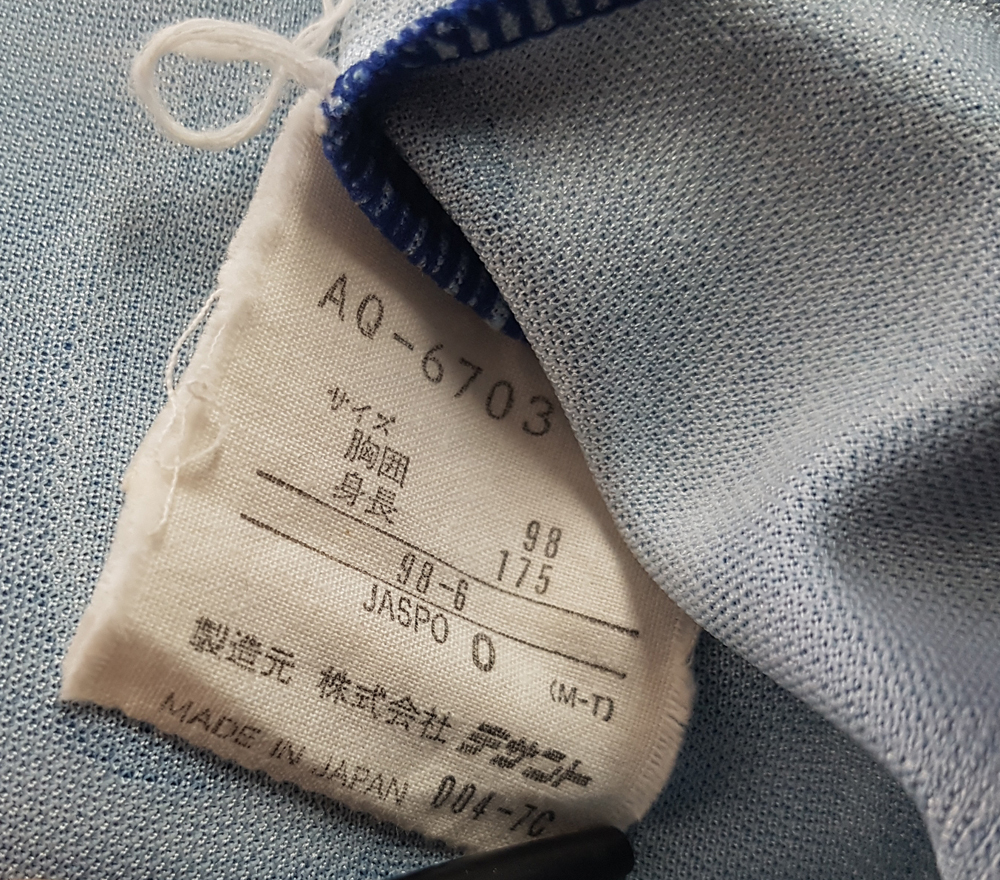 AQ-6703
サイズ
胸囲 98
身長 175
98-6
JASPO O (M-T)
製造元 株式会社 デサント
MADE IN JAPAN 004-7C